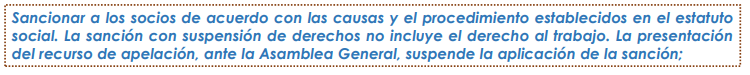 Sancionar a los socios de acuerdo con las causas y el procedimiento establecidos en el estatuto
social. La sanción con suspensión de derechos no incluye el derecho al trabajo. La presentación
del recurso de apelación, ante la Asamblea General, suspende la aplicación de la sanción;